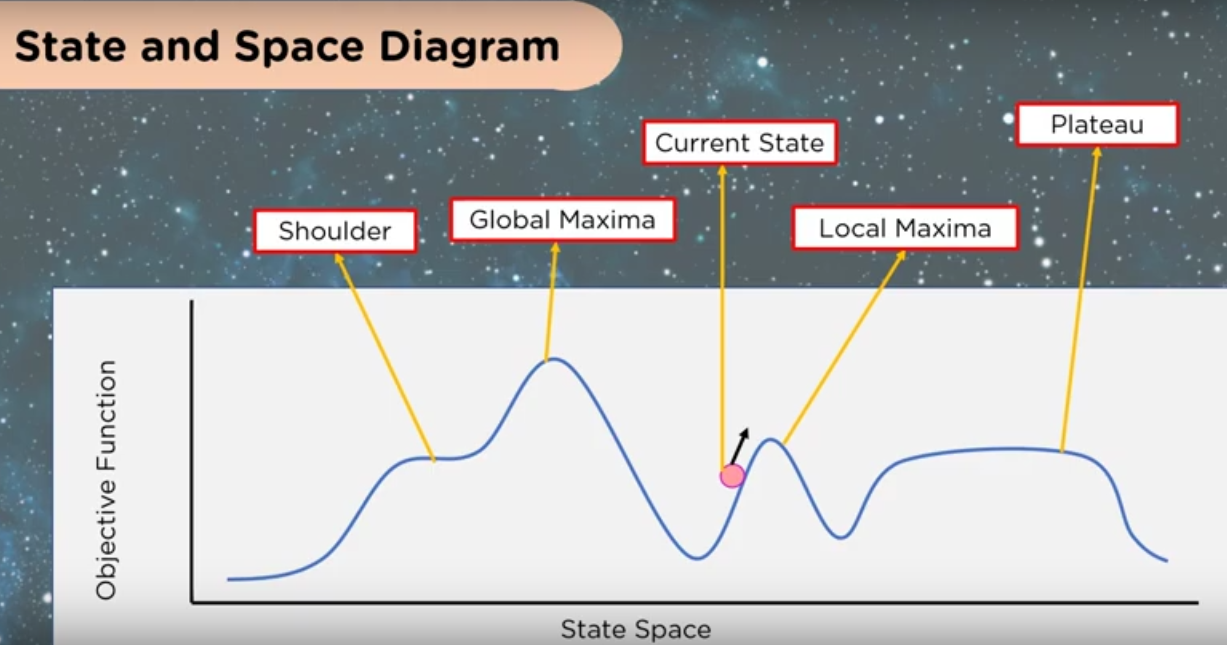 State and Space Diagram
Plateau
Current State
Shoulder
Global Maxima
Local Maxima
Objective Function
State Space